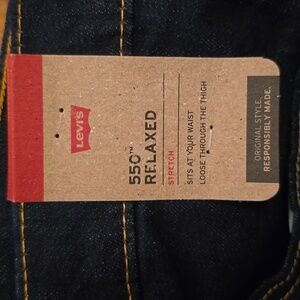 Levi's
550™
RELAXED
STRETCH
SITS AT YOUR WAIST
LOOSE THROUGH THE THIGH
ORIGINAL STYLE.
RESPONSIBLY MADE.